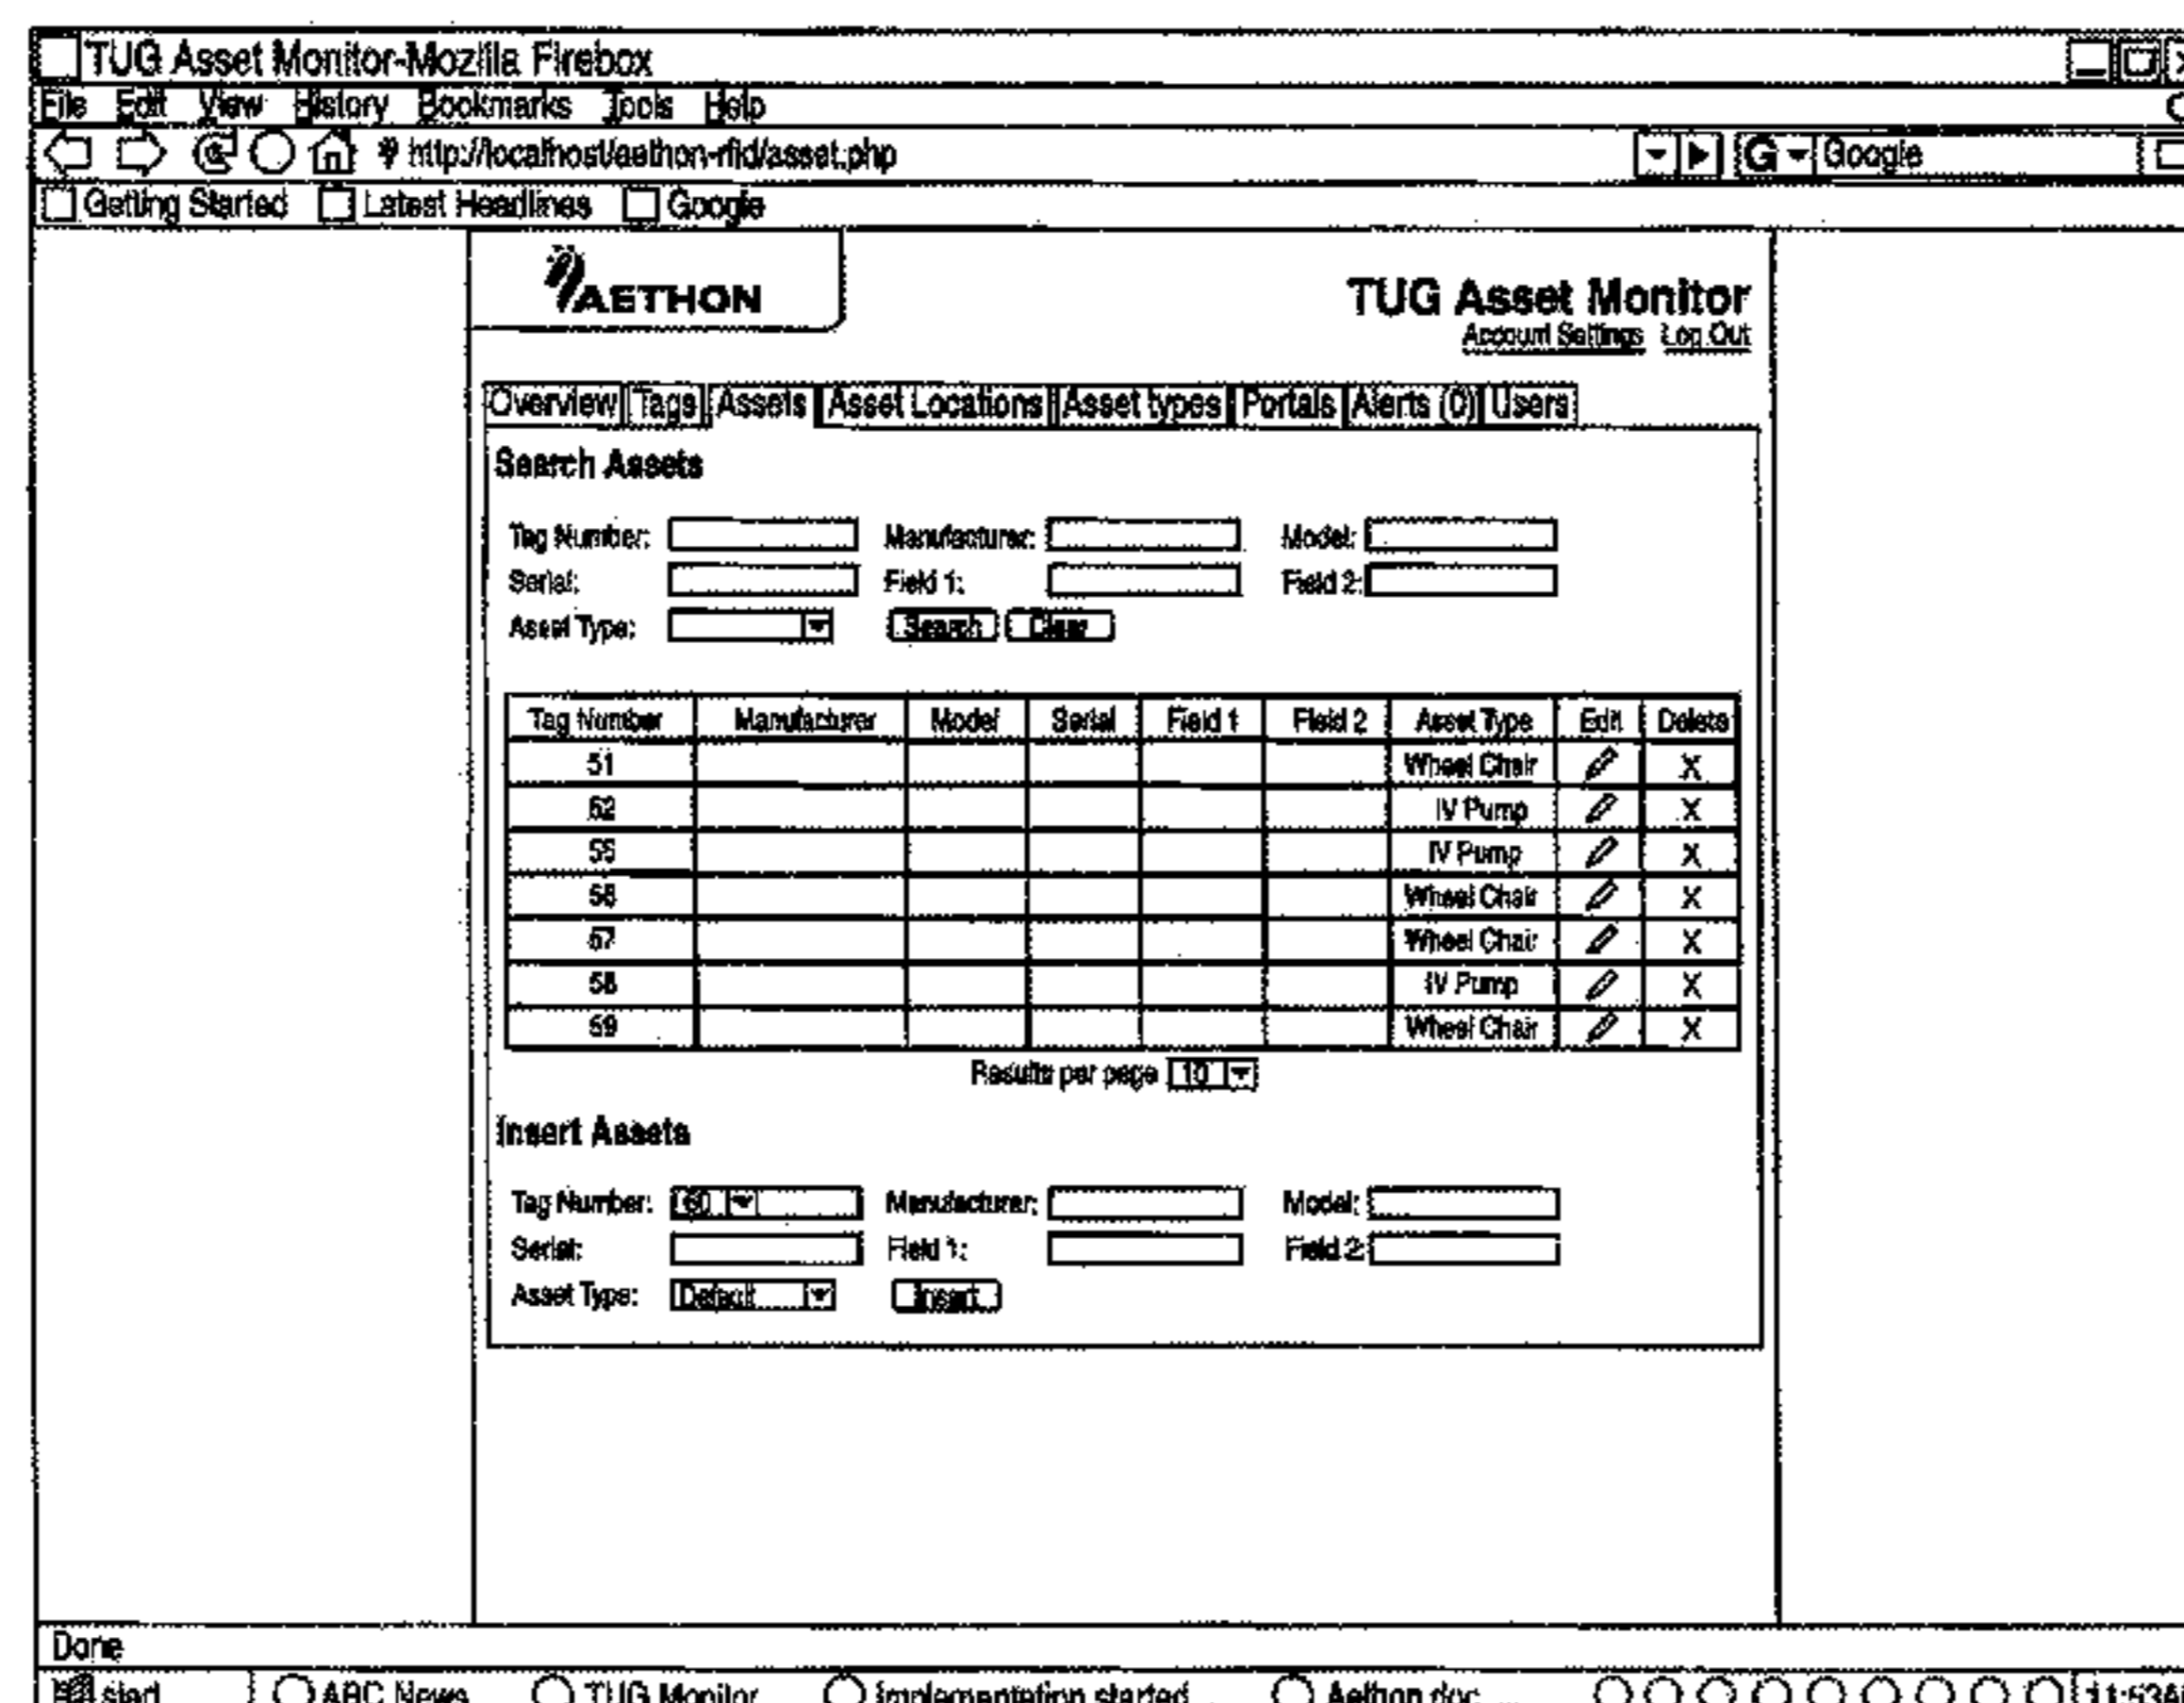 TUG Asset Monitor-Mozilla Firebox
File Edit View History Bookmarks Tools Help
http://localhost/aethon-rfid/asset.php G Google
Getting Started Latest Headlines Google
AETHON
TUG Asset Monitor
Account Settings Log Out
Overview Tags Assets Asset Locations Asset types Portals Alerts (0) Users
Search Assets
Tag Number: Manufacturer: Model:
Serial: Field 1: Field 2:
Asset Type: Search Clear
Tag Number Manufacturer Model Serial Field 1 Field 2 Asset Type Edit Delete
51 Wheel Chair X
52 IV Pump X
55 IV Pump X
56 Wheel Chair X
57 Wheel Chair X
58 IV Pump X
59 Wheel Chair X
Results per page 10
Insert Assets
Tag Number: 60 Manufacturer: Model:
Serial: Field 1: Field 2:
Asset Type: Default Insert
Done
start ABC News TUG Monitor Implementation started... Aethon doc...